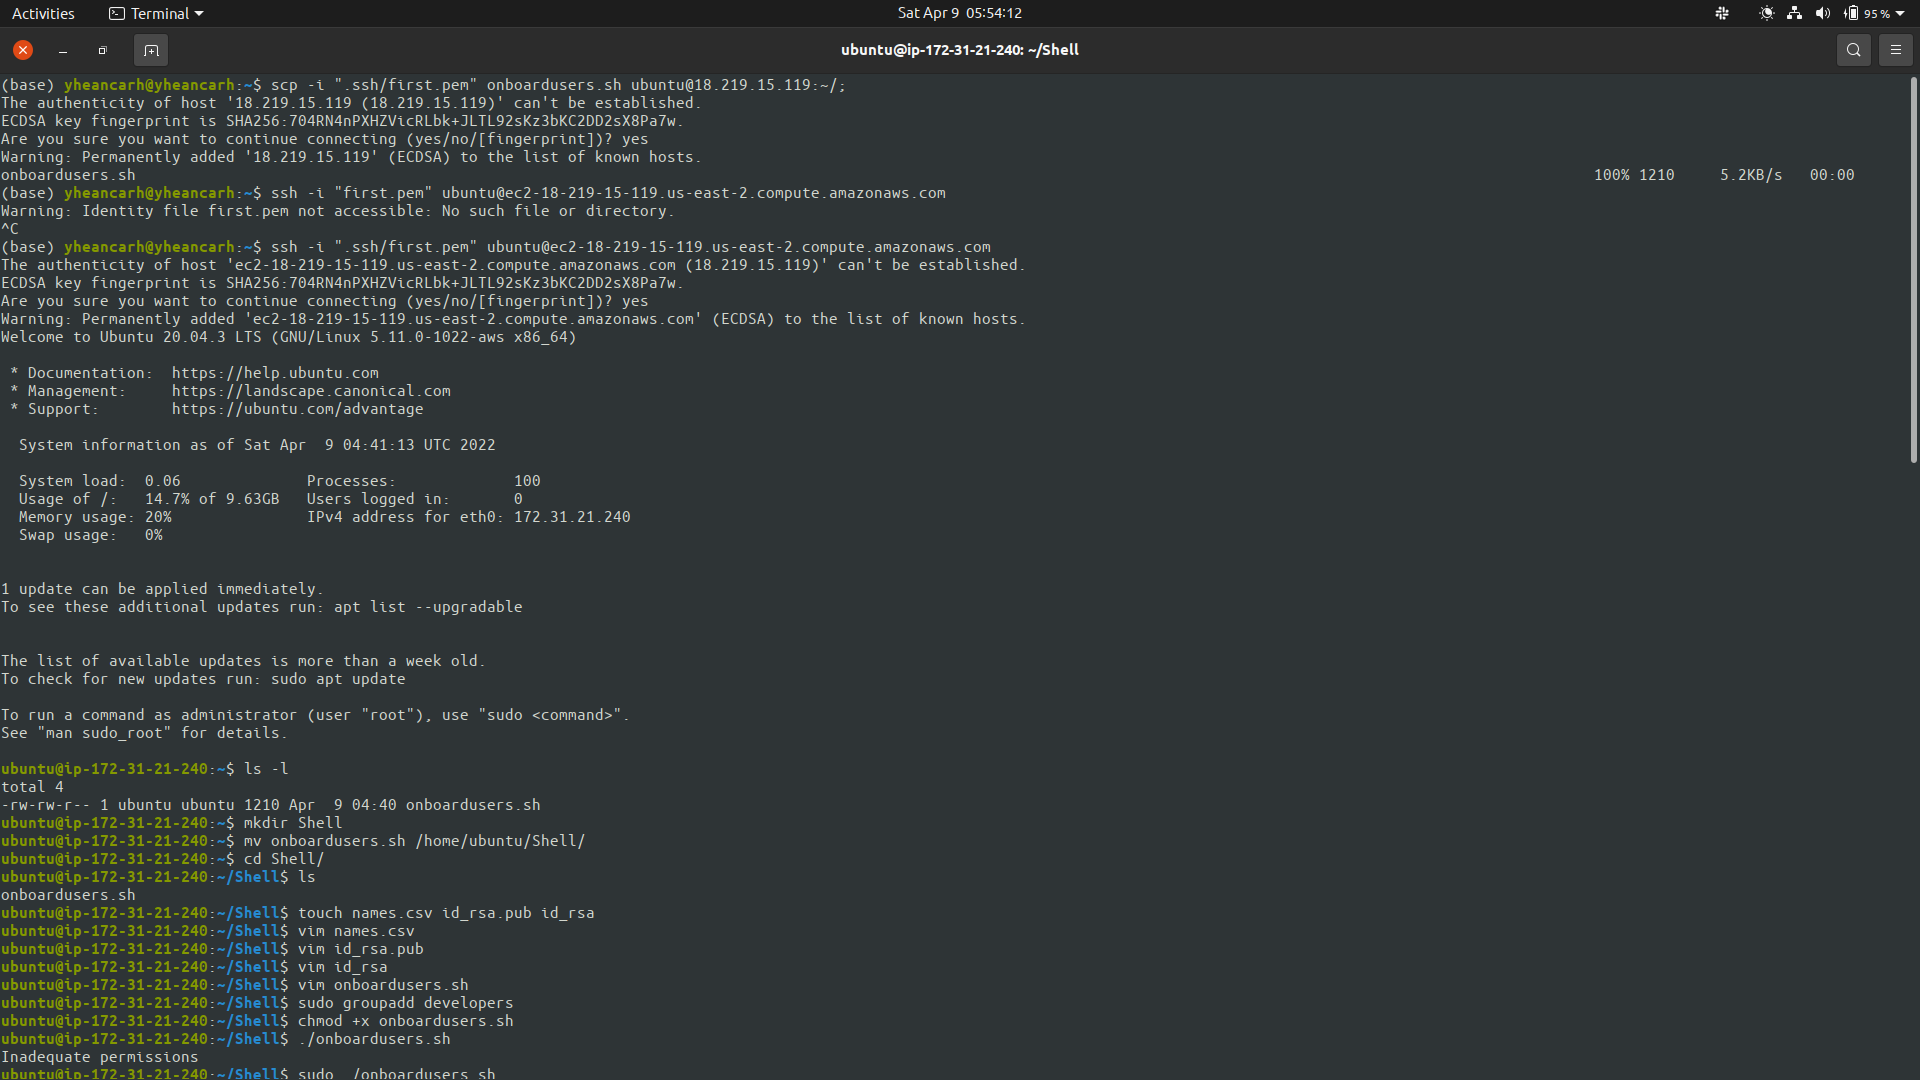 Activities Terminal Sat Apr 9 05:54:12 95 %
ubuntu@ip-172-31-21-240: ~/Shell
(base) yheancarh@yheancarh:~$ scp -i ".ssh/first.pem" onboardusers.sh ubuntu@18.219.15.119:~/;
The authenticity of host '18.219.15.119 (18.219.15.119)' can't be established.
ECDSA key fingerprint is SHA256:704RN4nPXHZVicRLbk+JLTL92sKz3bKC2DD2sX8Pa7w.
Are you sure you want to continue connecting (yes/no/[fingerprint])? yes
Warning: Permanently added '18.219.15.119' (ECDSA) to the list of known hosts.
onboardusers.sh 100% 1210 5.2KB/s 00:00
(base) yheancarh@yheancarh:~$ ssh -i "first.pem" ubuntu@ec2-18-219-15-119.us-east-2.compute.amazonaws.com
Warning: Identity file first.pem not accessible: No such file or directory.
^C
(base) yheancarh@yheancarh:~$ ssh -i ".ssh/first.pem" ubuntu@ec2-18-219-15-119.us-east-2.compute.amazonaws.com
The authenticity of host 'ec2-18-219-15-119.us-east-2.compute.amazonaws.com (18.219.15.119)' can't be established.
ECDSA key fingerprint is SHA256:704RN4nPXHZVicRLbk+JLTL92sKz3bKC2DD2sX8Pa7w.
Are you sure you want to continue connecting (yes/no/[fingerprint])? yes
Warning: Permanently added 'ec2-18-219-15-119.us-east-2.compute.amazonaws.com' (ECDSA) to the list of known hosts.
Welcome to Ubuntu 20.04.3 LTS (GNU/Linux 5.11.0-1022-aws x86_64)
* Documentation: https://help.ubuntu.com
* Management: https://landscape.canonical.com
* Support: https://ubuntu.com/advantage
System information as of Sat Apr 9 04:41:13 UTC 2022
System load: 0.06 Processes: 100
Usage of /: 14.7% of 9.63GB Users logged in: 0
Memory usage: 20% IPv4 address for eth0: 172.31.21.240
Swap usage: 0%
1 update can be applied immediately.
To see these additional updates run: apt list --upgradable
The list of available updates is more than a week old.
To check for new updates run: sudo apt update
To run a command as administrator (user "root"), use "sudo <command>".
See "man sudo_root" for details.
ubuntu@ip-172-31-21-240:~$ ls -l
total 4
-rw-rw-r-- 1 ubuntu ubuntu 1210 Apr 9 04:40 onboardusers.sh
ubuntu@ip-172-31-21-240:~$ mkdir Shell
ubuntu@ip-172-31-21-240:~$ mv onboardusers.sh /home/ubuntu/Shell/
ubuntu@ip-172-31-21-240:~$ cd Shell/
ubuntu@ip-172-31-21-240:~/Shell$ ls
onboardusers.sh
ubuntu@ip-172-31-21-240:~/Shell$ touch names.csv id_rsa.pub id_rsa
ubuntu@ip-172-31-21-240:~/Shell$ vim names.csv
ubuntu@ip-172-31-21-240:~/Shell$ vim id_rsa.pub
ubuntu@ip-172-31-21-240:~/Shell$ vim id_rsa
ubuntu@ip-172-31-21-240:~/Shell$ vim onboardusers.sh
ubuntu@ip-172-31-21-240:~/Shell$ sudo groupadd developers
ubuntu@ip-172-31-21-240:~/Shell$ chmod +x onboardusers.sh
ubuntu@ip-172-31-21-240:~/Shell$ ./onboardusers.sh
Inadequate permissions
ubuntu@ip-172-31-21-240:~/Shell$ sudo ./onboardusers.sh